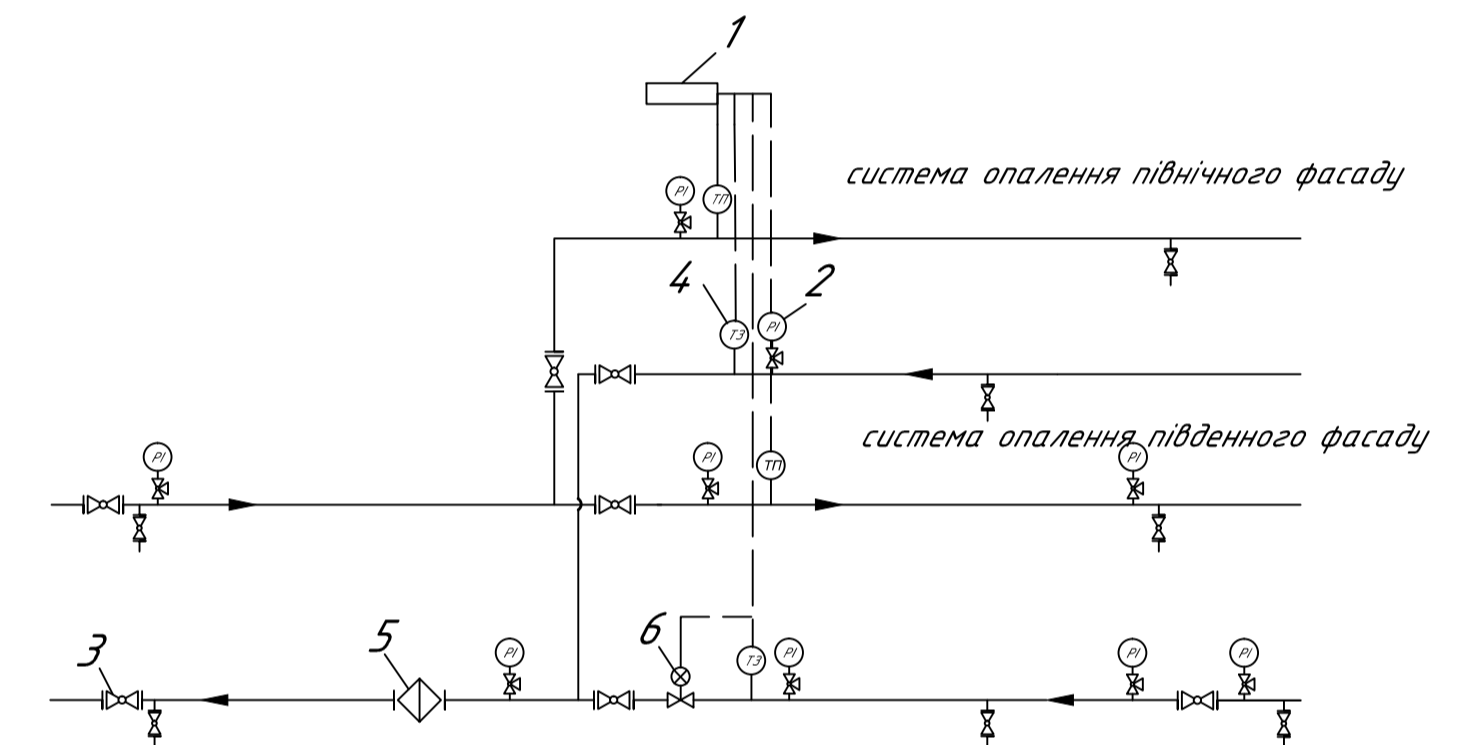 1
система опалення північного фасаду
PI
ТП
4
2
ТЗ
PI
система опалення південного фасаду
PI
PI
ТП
PI
3
5
PI
6
ТЗ
PI
PI
PI